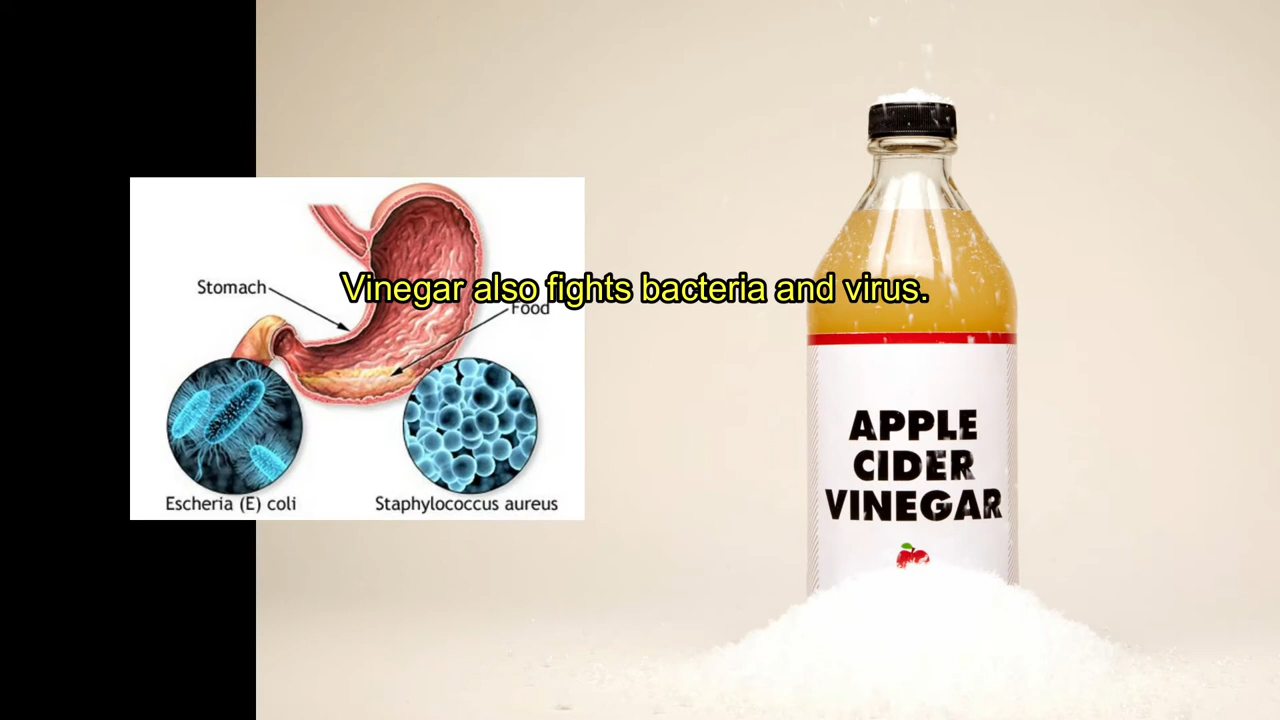 Vinegar also fights bacteria and virus.
Stomach
Food
Escheria (E) coli
Staphylococcus aureus
APPLE
CIDER
VINEGAR